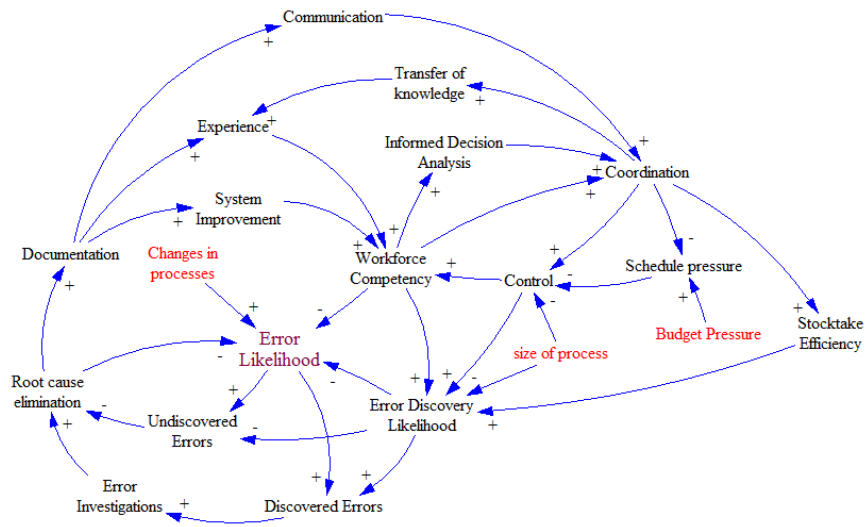 Communication
+
Transfer of
knowledge
+
+
Experience
+
Informed Decision
Analysis
+
+
+
+
Coordination
System
Improvement
+
+
+
Documentation
+
Changes in
processes
+
Workforce
Competency
+
Control
+
-
-
Schedule pressure
-
+
Budget Pressure
Stocktake
Efficiency
+
Error
Likelihood
+
-
-
-
+
size of process
Root cause
elimination
+
-
Undiscovered
Errors
-
Error Discovery
Likelihood
+
+
-
+
Error
Investigations
+
Discovered Errors
+
+